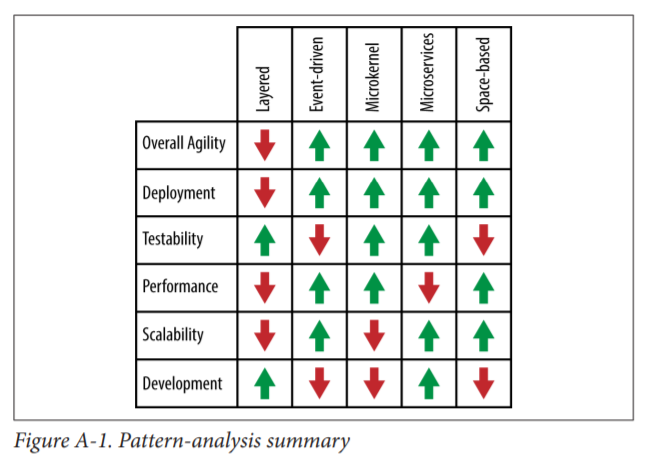 Layered
Event-driven
Microkernel
Microservices
Space-based
Overall Agility
Deployment
Testability
Performance
Scalability
Development
Figure A-1. Pattern-analysis summary